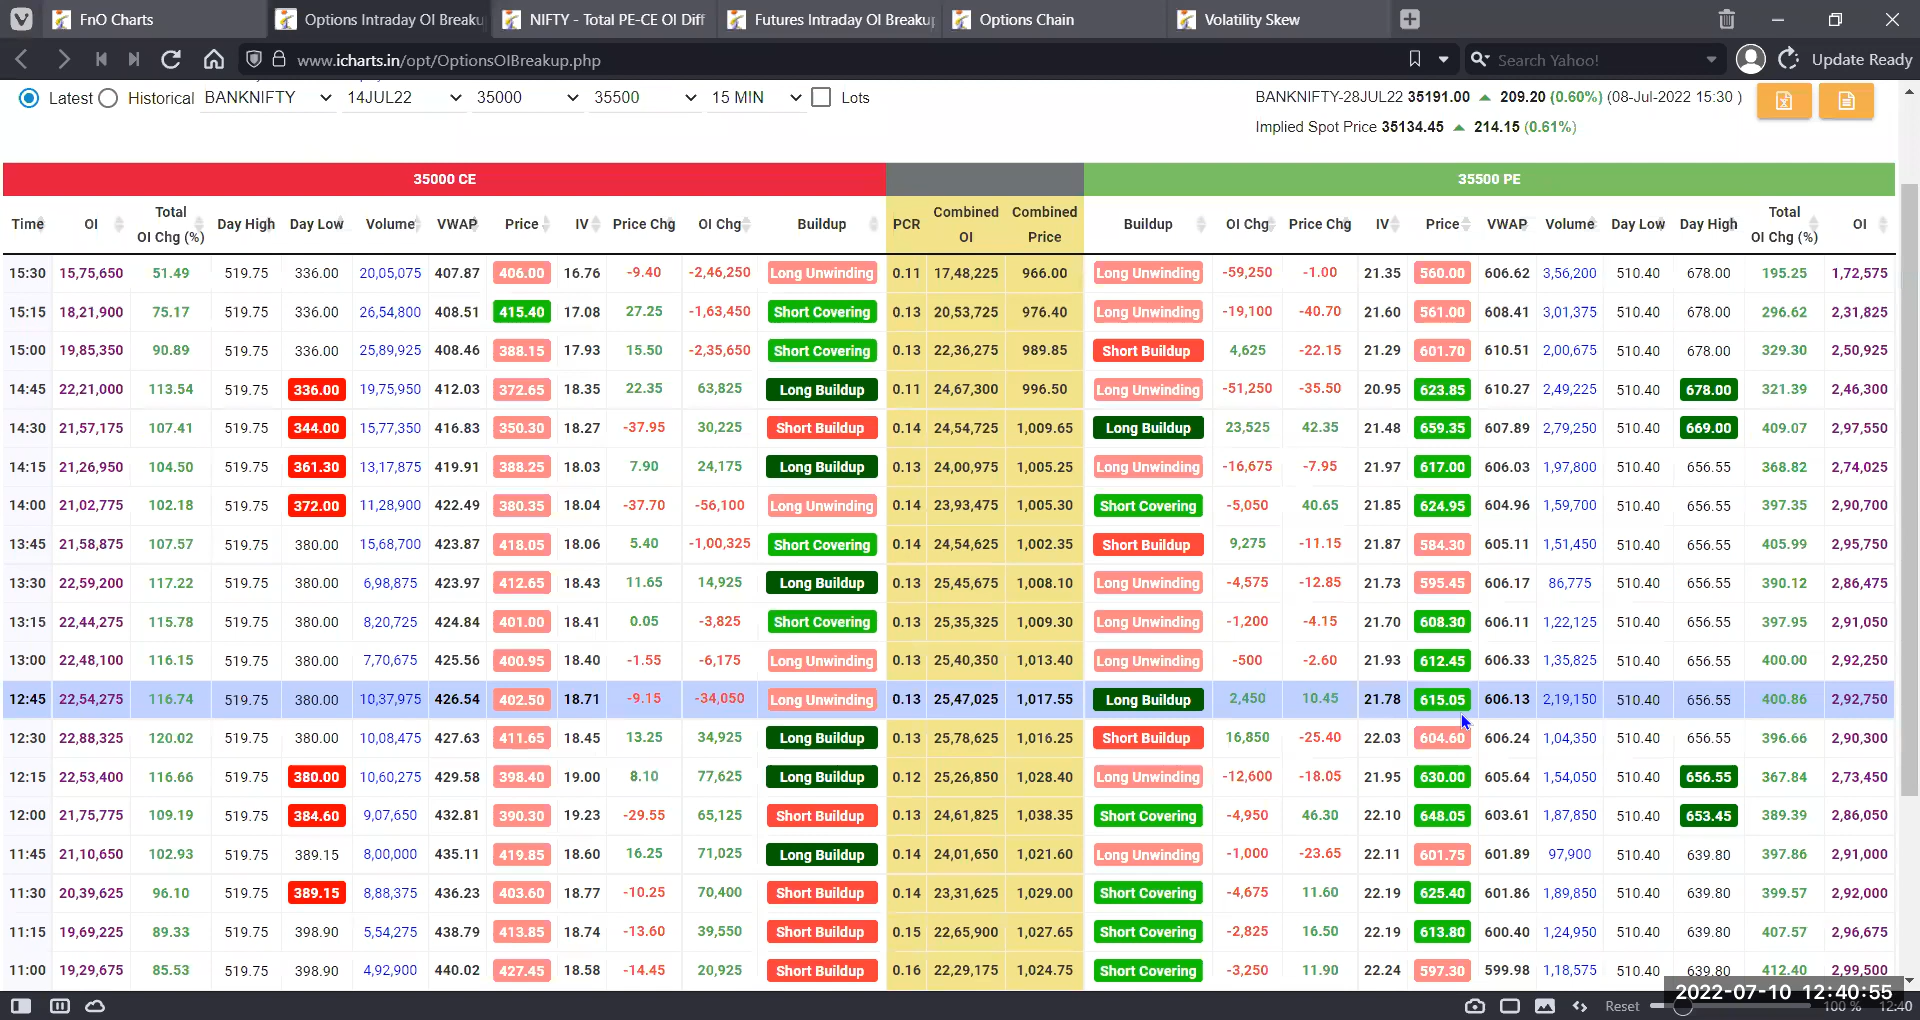 FnO Charts
Options Intraday OI Breaku
NIFTY - Total PE-CE OI Diff
Futures Intraday OI Breaku
Options Chain
Volatility Skew
www.icharts.in/opt/OptionsOIBreakup.php
Search Yahoo!
Update Ready
Latest Historical BANKNIFTY 14JUL22 35000 35500 15 MIN Lots
BANKNIFTY-28JUL22 35191.00 209.20 (0.60%) (08-Jul-2022 15:30 )
Implied Spot Price 35134.45 214.15 (0.61%)
35000 CE 35500 PE
Time OI Total OI Chg (%) Day High Day Low Volume VWAP Price IV Price Chg OI Chg Buildup PCR Combined OI Combined Price Buildup OI Chg Price Chg IV Price VWAP Volume Day Low Day High Total OI Chg (%) OI
15:30 15,75,650 51.49 519.75 336.00 20,05,075 407.87 406.00 16.76 -9.40 -2,46,250 Long Unwinding 0.11 17,48,225 966.00 Long Unwinding -59,250 -1.00 21.35 560.00 606.62 3,56,200 510.40 678.00 195.25 1,72,575
15:15 18,21,900 75.17 519.75 336.00 26,54,800 408.51 415.40 17.08 27.25 -1,63,450 Short Covering 0.13 20,53,725 976.40 Long Unwinding -19,100 -40.70 21.60 561.00 608.41 3,01,375 510.40 678.00 296.62 2,31,825
15:00 19,85,350 90.89 519.75 336.00 25,89,925 408.46 388.15 17.93 15.50 -2,35,650 Short Covering 0.13 22,36,275 989.85 Short Buildup 4,625 -22.15 21.29 601.70 610.51 2,00,675 510.40 678.00 329.30 2,50,925
14:45 22,21,000 113.54 519.75 336.00 19,75,950 412.03 372.65 18.35 22.35 63,825 Long Buildup 0.11 24,67,300 996.50 Long Unwinding -51,250 -35.50 20.95 623.85 610.27 2,49,225 510.40 678.00 321.39 2,46,300
14:30 21,57,175 107.41 519.75 344.00 15,77,350 416.83 350.30 18.27 -37.95 30,225 Short Buildup 0.14 24,54,725 1,009.65 Long Buildup 23,525 42.35 21.48 659.35 607.89 2,79,250 510.40 669.00 409.07 2,97,550
14:15 21,26,950 104.50 519.75 361.30 13,17,875 419.91 388.25 18.03 7.90 24,175 Long Buildup 0.13 24,00,975 1,005.25 Long Unwinding -16,675 -7.95 21.97 617.00 606.03 1,97,800 510.40 656.55 368.82 2,74,025
14:00 21,02,775 102.18 519.75 372.00 11,28,900 422.49 380.35 18.04 -37.70 -56,100 Long Unwinding 0.14 23,93,475 1,005.30 Short Covering -5,050 40.65 21.85 624.95 604.96 1,59,700 510.40 656.55 397.35 2,90,700
13:45 21,58,875 107.57 519.75 380.00 15,68,700 423.87 418.05 18.06 5.40 -1,00,325 Short Covering 0.14 24,54,625 1,002.35 Short Buildup 9,275 -11.15 21.87 584.30 605.11 1,51,450 510.40 656.55 405.99 2,95,750
13:30 22,59,200 117.22 519.75 380.00 6,98,875 423.97 412.65 18.43 11.65 14,925 Long Buildup 0.13 25,45,675 1,008.10 Long Unwinding -4,575 -12.85 21.73 595.45 606.17 86,775 510.40 656.55 390.12 2,86,475
13:15 22,44,275 115.78 519.75 380.00 8,20,725 424.84 401.00 18.41 0.05 -3,825 Short Covering 0.13 25,35,325 1,009.30 Long Unwinding -1,200 -4.15 21.70 608.30 606.11 1,22,125 510.40 656.55 397.95 2,91,050
13:00 22,48,100 116.15 519.75 380.00 7,70,675 425.56 400.95 18.40 -1.55 -6,175 Long Unwinding 0.13 25,40,350 1,013.40 Long Unwinding -500 -2.60 21.93 612.45 606.33 1,35,825 510.40 656.55 400.00 2,92,250
12:45 22,54,275 116.74 519.75 380.00 10,37,975 426.54 402.50 18.71 -9.15 -34,050 Long Unwinding 0.13 25,47,025 1,017.55 Long Buildup 2,450 10.45 21.78 615.05 606.13 2,19,150 510.40 656.55 400.86 2,92,750
12:30 22,88,325 120.02 519.75 380.00 10,08,475 427.63 411.65 18.45 13.25 34,925 Long Buildup 0.13 25,78,625 1,016.25 Short Buildup 16,850 -25.40 22.03 604.60 606.24 1,04,350 510.40 656.55 396.66 2,90,300
12:15 22,53,400 116.66 519.75 380.00 10,60,275 429.58 398.40 19.00 8.10 77,625 Long Buildup 0.12 25,26,850 1,028.40 Long Unwinding -12,600 -18.05 21.95 630.00 605.64 1,54,050 510.40 656.55 367.84 2,73,450
12:00 21,75,775 109.19 519.75 384.60 9,07,650 432.81 390.30 19.23 -29.55 65,125 Short Buildup 0.13 24,61,825 1,038.35 Short Covering -4,950 46.30 22.10 648.05 603.61 1,87,850 510.40 653.45 389.39 2,86,050
11:45 21,10,650 102.93 519.75 389.15 8,00,000 435.11 419.85 18.60 16.25 71,025 Long Buildup 0.14 24,01,650 1,021.60 Long Unwinding -1,000 -23.65 22.11 601.75 601.89 97,900 510.40 639.80 397.86 2,91,000
11:30 20,39,625 96.10 519.75 389.15 8,88,375 436.23 403.60 18.77 -10.25 70,400 Short Buildup 0.14 23,31,625 1,029.00 Short Covering -4,675 11.60 22.19 625.40 601.86 1,89,850 510.40 639.80 399.57 2,92,000
11:15 19,69,225 89.33 519.75 398.90 5,54,275 438.79 413.85 18.74 -13.60 39,550 Short Buildup 0.15 22,65,900 1,027.65 Short Covering -2,825 16.50 22.19 613.80 600.40 1,24,950 510.40 639.80 407.57 2,96,675
11:00 19,29,675 85.53 519.75 398.90 4,92,900 440.02 427.45 18.58 -14.45 20,925 Short Buildup 0.16 22,29,175 1,024.75 Short Covering -3,250 11.90 22.24 597.30 599.98 1,18,575 510.40 639.80 412.40 2,99,500
2022-07-10 12:40:55
Reset 100 % 12:40